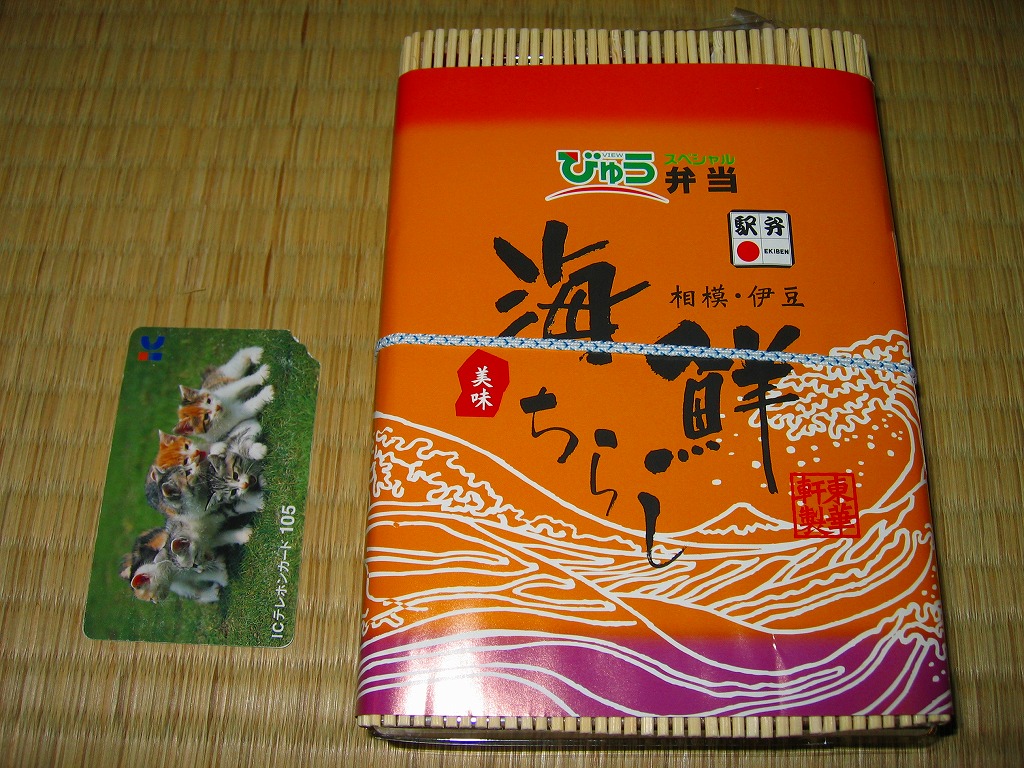 びゅう
VIEW
スペシャル
弁当
駅弁
EKIBEN
相模・伊豆
海鮮
ちらし
美味
東華
軒製
ICテレホンカード 105